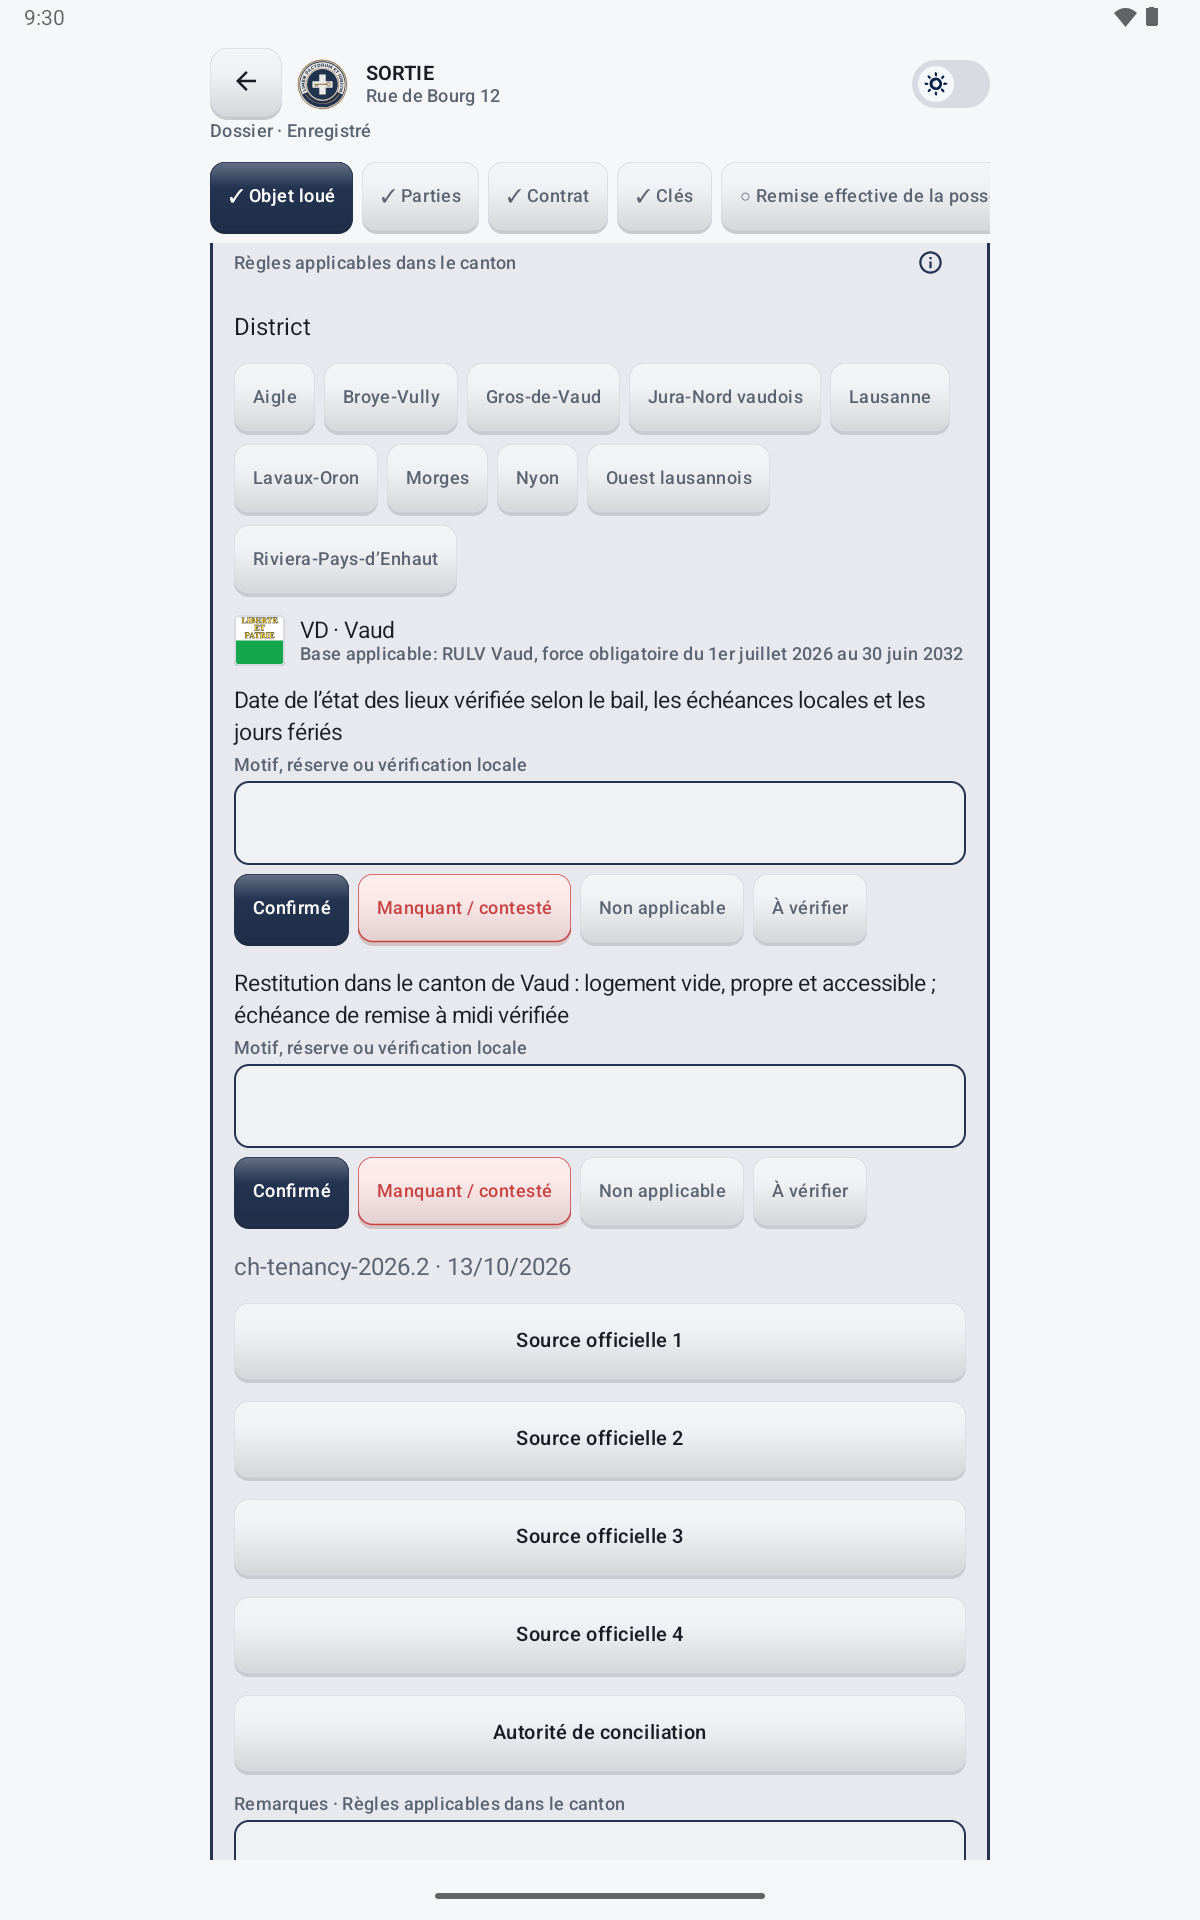 9:30
SORTIE
Rue de Bourg 12
Dossier · Enregistré
✓ Objet loué
✓ Parties
✓ Contrat
✓ Clés
○ Remise effective de la poss
Règles applicables dans le canton
District
Aigle
Broye-Vully
Gros-de-Vaud
Jura-Nord vaudois
Lausanne
Lavaux-Oron
Morges
Nyon
Ouest lausannois
Riviera-Pays-d’Enhaut
LIBERTE
ET
PATRIE
VD · Vaud
Base applicable: RULV Vaud, force obligatoire du 1er juillet 2026 au 30 juin 2032
Date de l’état des lieux vérifiée selon le bail, les échéances locales et les
jours fériés
Motif, réserve ou vérification locale
Confirmé
Manquant / contesté
Non applicable
À vérifier
Restitution dans le canton de Vaud : logement vide, propre et accessible ;
échéance de remise à midi vérifiée
Motif, réserve ou vérification locale
Confirmé
Manquant / contesté
Non applicable
À vérifier
ch-tenancy-2026.2 · 13/10/2026
Source officielle 1
Source officielle 2
Source officielle 3
Source officielle 4
Autorité de conciliation
Remarques · Règles applicables dans le canton